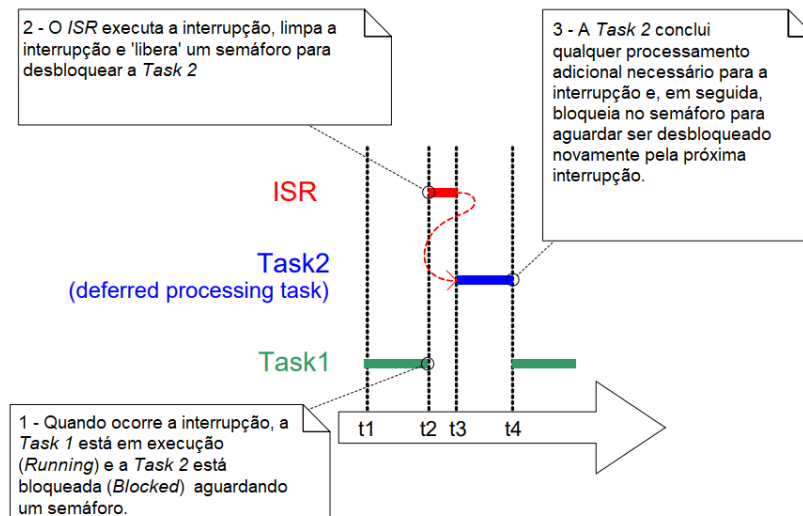 2 - O ISR executa a interrupção, limpa a
interrupção e 'libera' um semáforo para
desbloquear a Task 2
3 - A Task 2 conclui
qualquer processamento
adicional necessário para a
interrupção e, em seguida,
bloqueia no semáforo para
aguardar ser desbloqueado
novamente pela próxima
interrupção.
ISR
Task2
(deferred processing task)
Task1
1 - Quando ocorre a interrupção, a
Task 1 está em execução
(Running) e a Task 2 está
bloqueada (Blocked) aguardando
um semáforo.
t1 t2 t3 t4